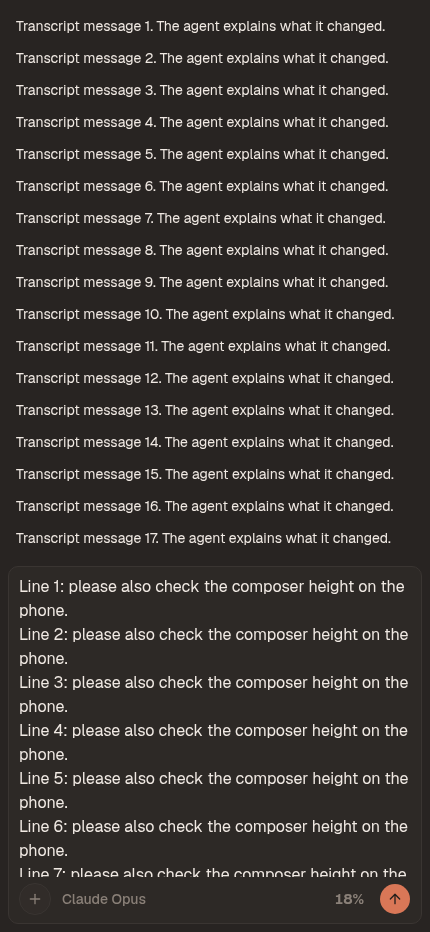 Transcript message 1. The agent explains what it changed.
Transcript message 2. The agent explains what it changed.
Transcript message 3. The agent explains what it changed.
Transcript message 4. The agent explains what it changed.
Transcript message 5. The agent explains what it changed.
Transcript message 6. The agent explains what it changed.
Transcript message 7. The agent explains what it changed.
Transcript message 8. The agent explains what it changed.
Transcript message 9. The agent explains what it changed.
Transcript message 10. The agent explains what it changed.
Transcript message 11. The agent explains what it changed.
Transcript message 12. The agent explains what it changed.
Transcript message 13. The agent explains what it changed.
Transcript message 14. The agent explains what it changed.
Transcript message 15. The agent explains what it changed.
Transcript message 16. The agent explains what it changed.
Transcript message 17. The agent explains what it changed.
Line 1: please also check the composer height on the
phone.
Line 2: please also check the composer height on the
phone.
Line 3: please also check the composer height on the
phone.
Line 4: please also check the composer height on the
phone.
Line 5: please also check the composer height on the
phone.
Line 6: please also check the composer height on the
phone.
Line 7: please also check the composer height on the
Claude Opus 18%